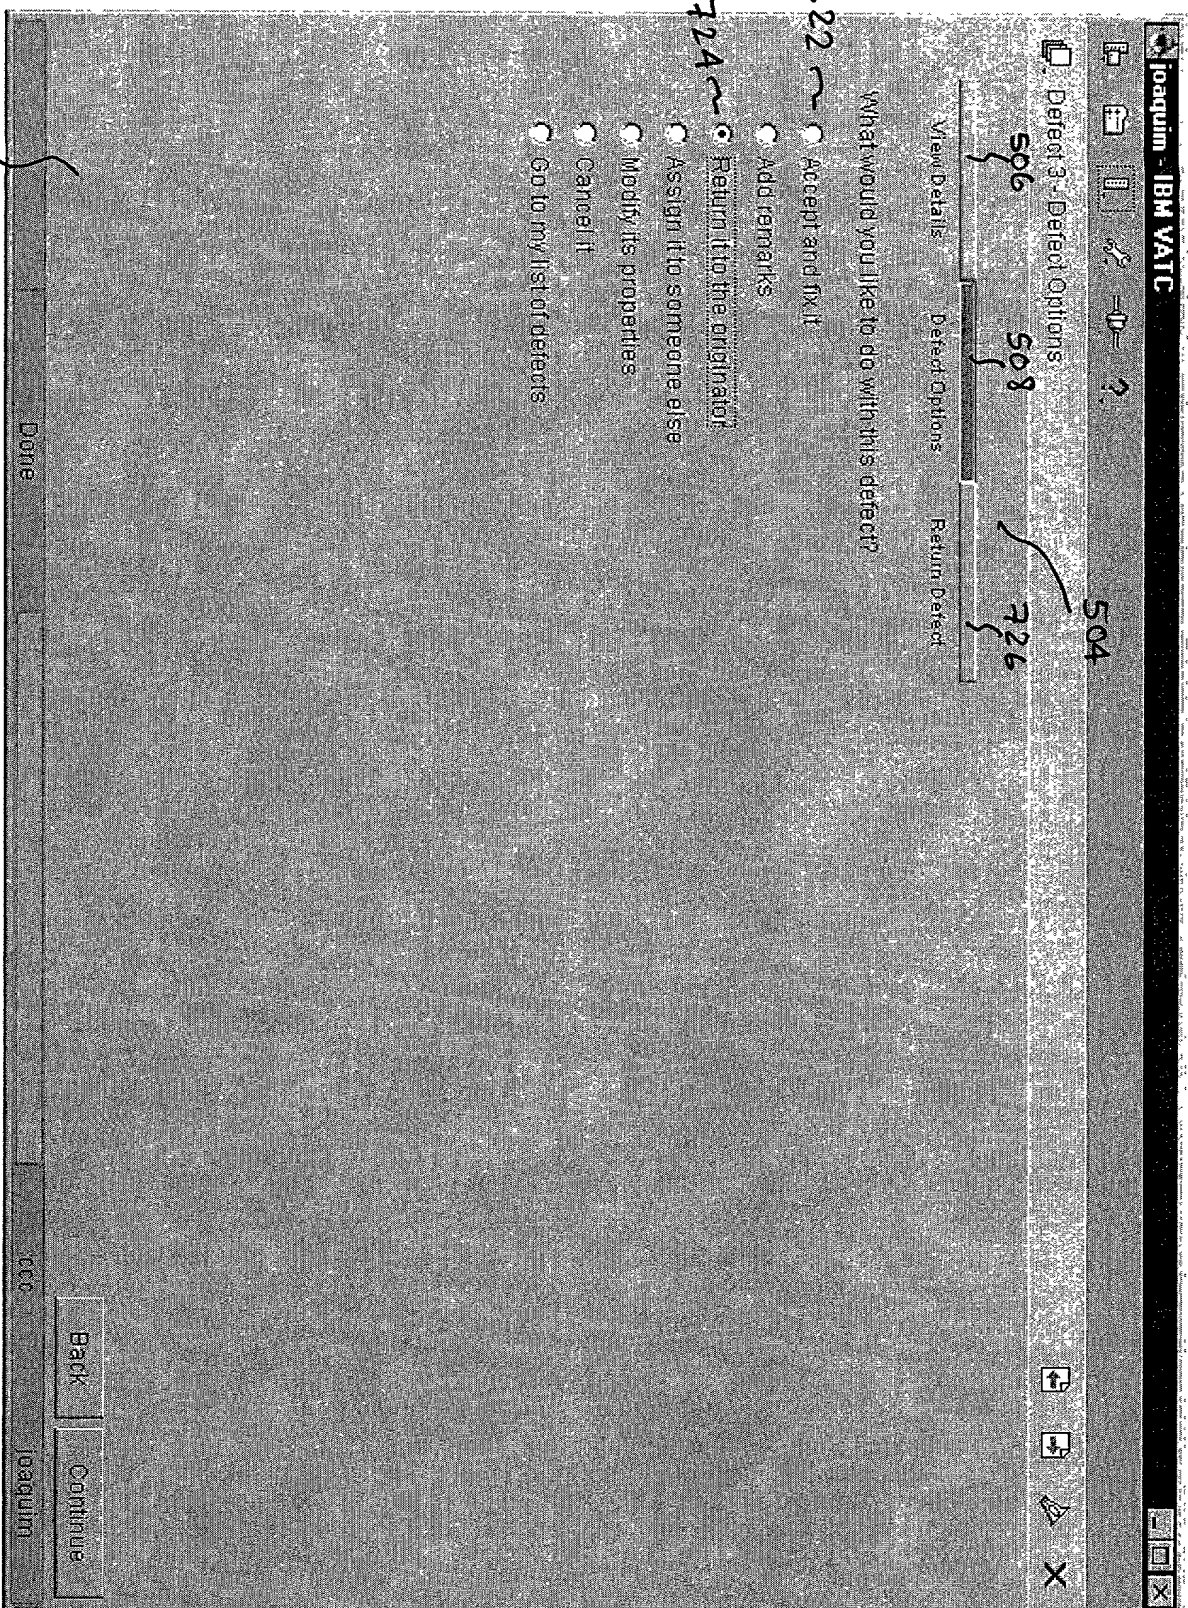 joaquim - IBM VATC
Defect 3 - Defect Options
504
506
508
726
View Details
Defect Options
Return Defect
What would you like to do with this defect?
Accept and fix it
Add remarks
724
Return it to the originator
Assign it to someone else
Modify its properties
Cancel it
Go to my list of defects
Back
Continue
Done
ccc
joaquim